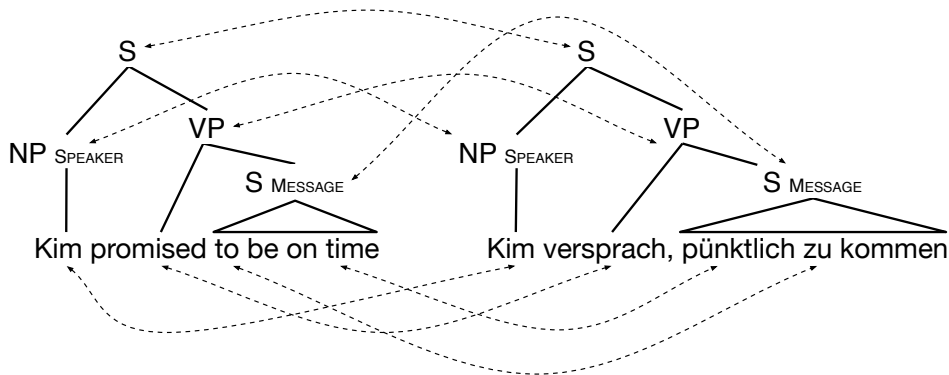 S S
VP VP
NP SPEAKER NP SPEAKER
S MESSAGE S MESSAGE
Kim promised to be on time Kim versprach, pünktlich zu kommen